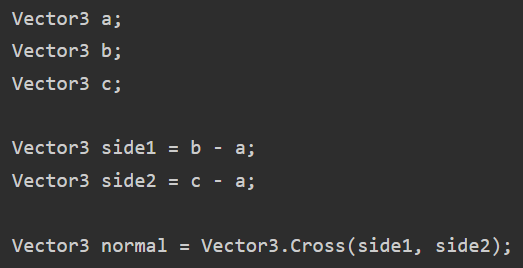 Vector3 a;
Vector3 b;
Vector3 c;
Vector3 side1 = b - a;
Vector3 side2 = c - a;
Vector3 normal = Vector3.Cross(side1, side2);